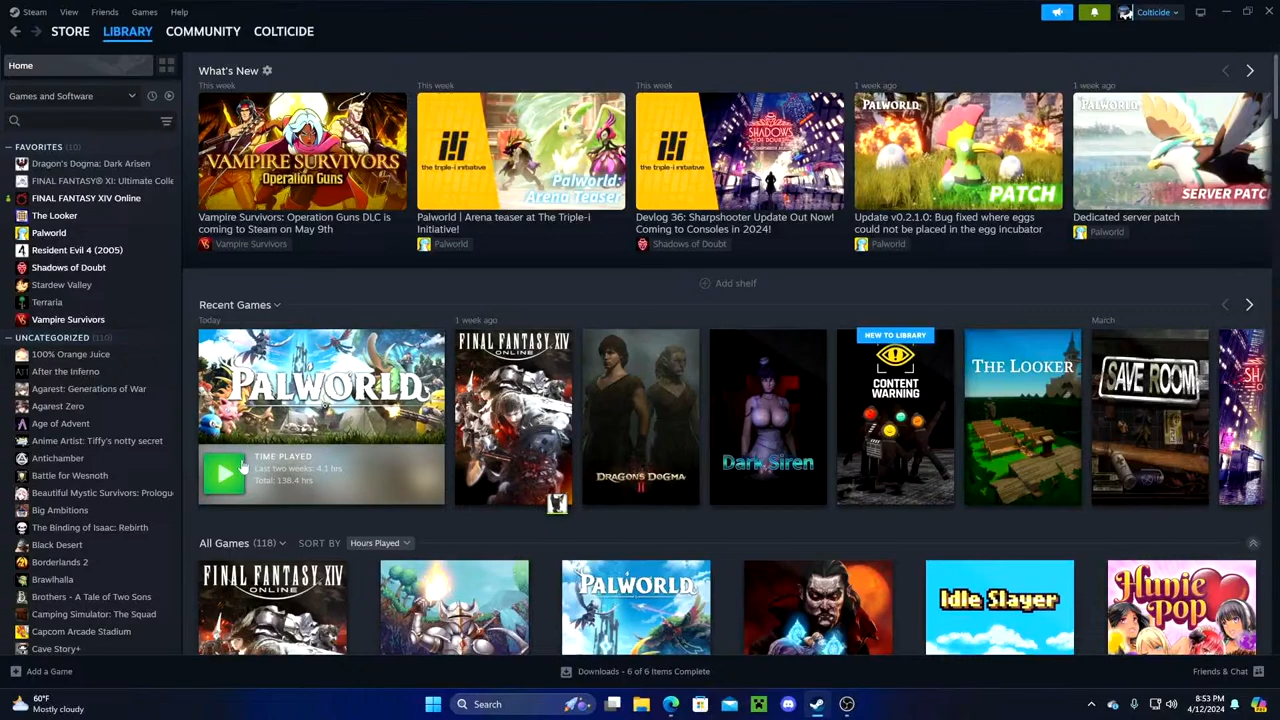 Steam View Friends Games Help
Colticide
STORE LIBRARY COMMUNITY COLTICIDE
Home
Games and Software
FAVORITES (10)
Dragon's Dogma: Dark Arisen
FINAL FANTASY® XI: Ultimate Colle
FINAL FANTASY XIV Online
The Looker
Palworld
Resident Evil 4 (2005)
Shadows of Doubt
Stardew Valley
Terraria
Vampire Survivors
UNCATEGORIZED (110)
100% Orange Juice
After the Inferno
Agarest: Generations of War
Agarest Zero
Age of Advent
Anime Artist: Tiffy's notty secret
Antichamber
Battle for Wesnoth
Beautiful Mystic Survivors: Prologue
Big Ambitions
The Binding of Isaac: Rebirth
Black Desert
Borderlands 2
Brawlhalla
Brothers - A Tale of Two Sons
Camping Simulator: The Squad
Capcom Arcade Stadium
Cave Story+
What's New
This week
VAMPIRE SURVIVORS
Operation Guns
Vampire Survivors: Operation Guns DLC is
coming to Steam on May 9th
Vampire Survivors
This week
the triple-i initiative
Palworld:
Arena Teaser
Palworld | Arena teaser at The Triple-i
Initiative!
Palworld
This week
the triple-i initiative
SHADOWS
OF DOUBT
Devlog 36: Sharpshooter Update Out Now!
Coming to Consoles in 2024!
Shadows of Doubt
1 week ago
PALWORLD
PATCH
Update v0.2.1.0: Bug fixed where eggs
could not be placed in the egg incubator
Palworld
1 week ago
PALWORLD
SERVER PATC
Dedicated server patch
Palworld
Add shelf
Recent Games
Today
PALWORLD
TIME PLAYED
Last two weeks: 4.1 hrs
Total: 138.4 hrs
1 week ago
FINAL FANTASY XIV
ONLINE
DRAGON'S DOGMA
II
Dark Siren
NEW TO LIBRARY
CONTENT
WARNING
THE LOOKER
March
SAVE ROOM
All Games (118) SORT BY Hours Played
FINAL FANTASY XIV
ONLINE
PALWORLD
Idle Slayer
Hunie
pop
Add a Game
Downloads - 6 of 6 Items Complete
Friends & Chat
60°F
Mostly cloudy
Search
8:53 PM
4/12/2024